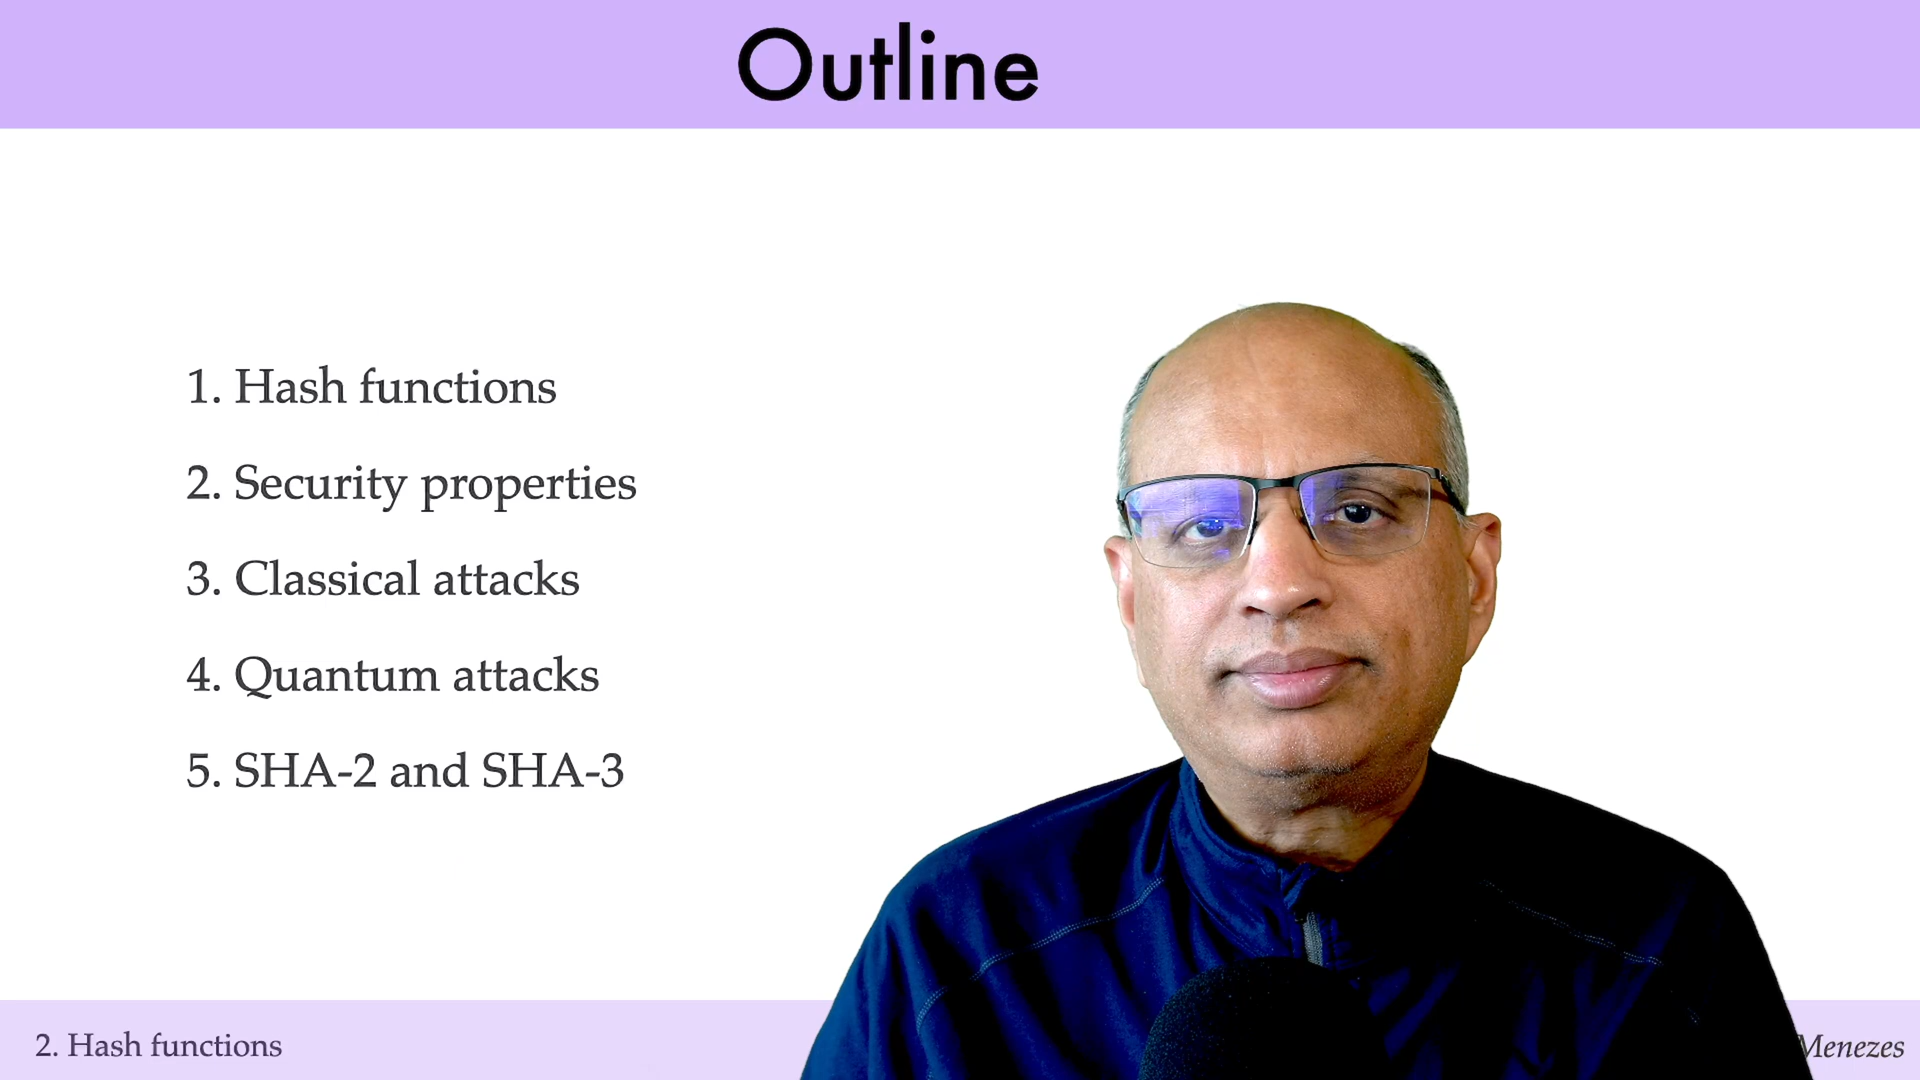 Outline
1. Hash functions
2. Security properties
3. Classical attacks
4. Quantum attacks
5. SHA-2 and SHA-3
2. Hash functions
Menezes